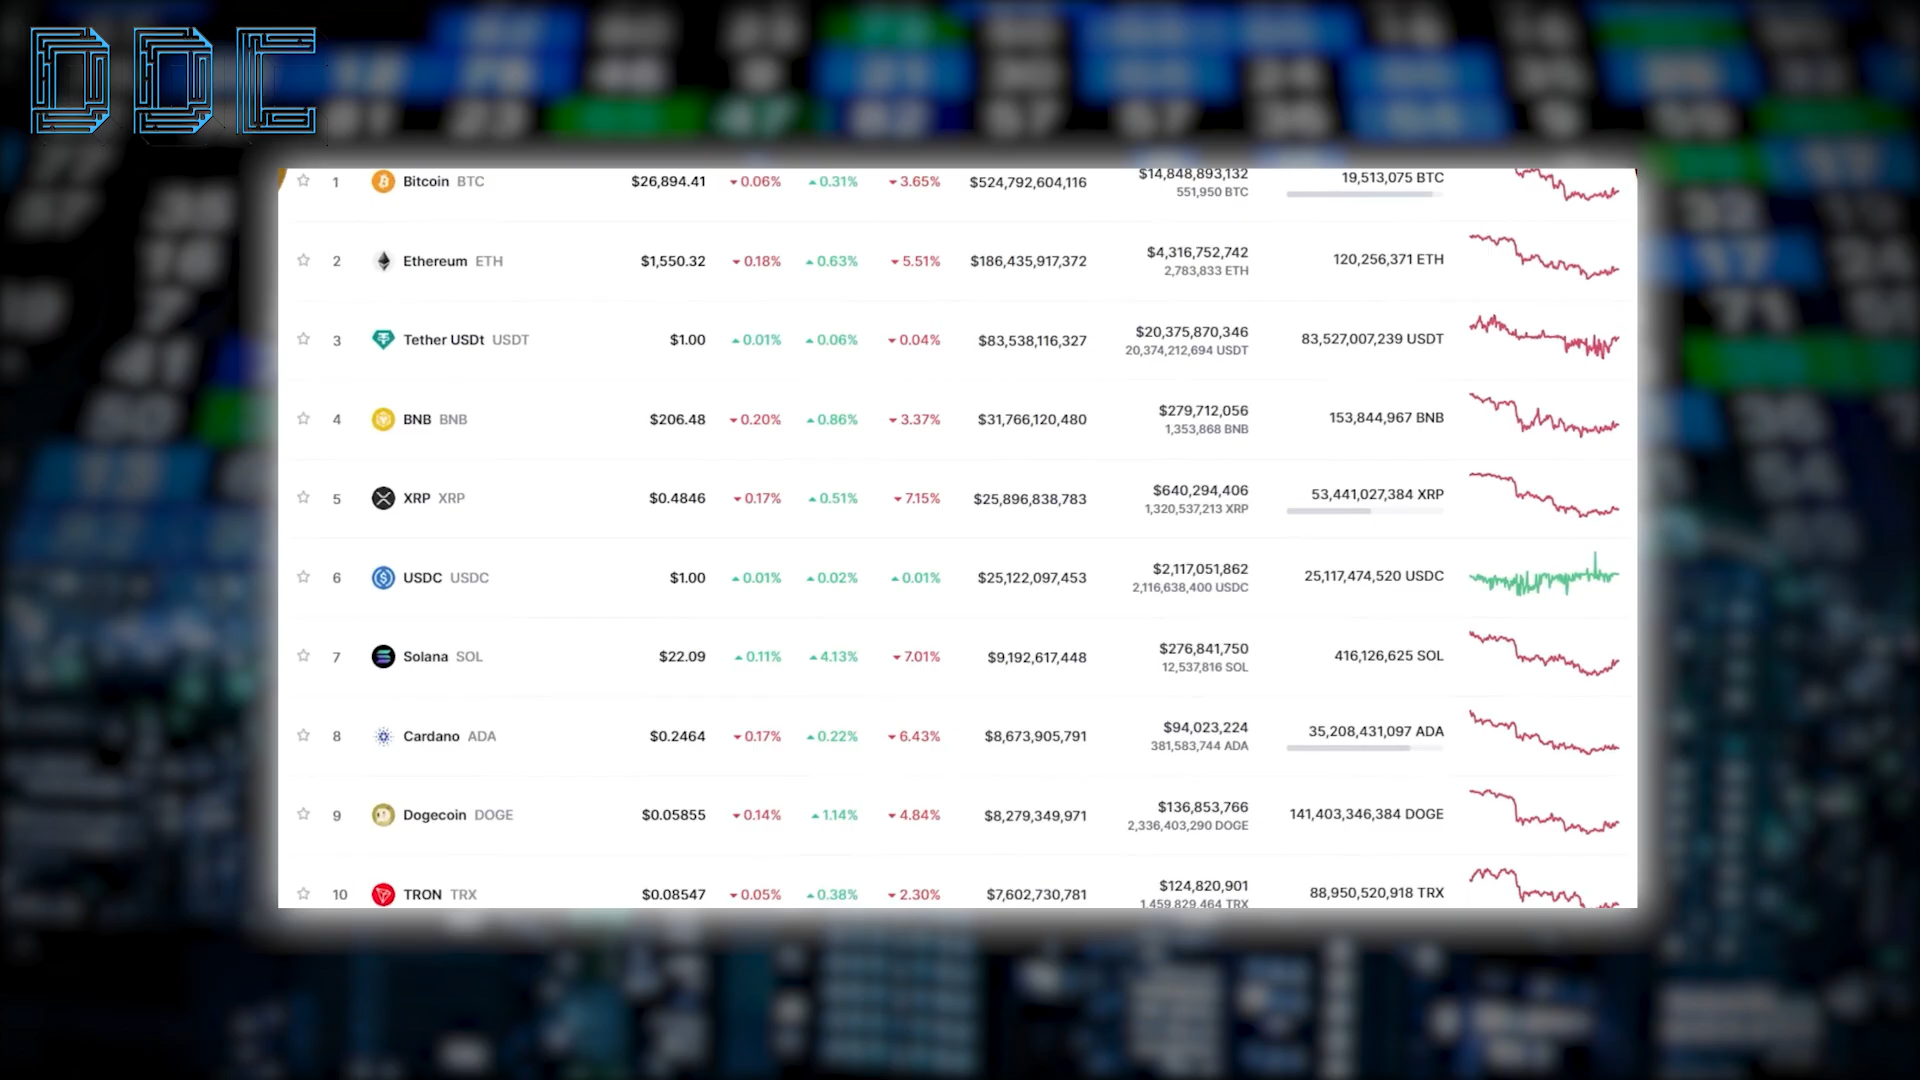 DDC
1 Bitcoin BTC $26,894.41 0.06% 0.31% 3.65% $524,792,604,116 $14,848,893,132 19,513,075 BTC
551,950 BTC
2 Ethereum ETH $1,550.32 0.18% 0.63% 5.51% $186,435,917,372 $4,316,752,742 120,256,371 ETH
2,783,833 ETH
3 Tether USDt USDT $1.00 0.01% 0.06% 0.04% $83,538,116,327 $20,375,870,346 83,527,007,239 USDT
20,374,212,694 USDT
4 BNB BNB $206.48 0.20% 0.86% 3.37% $31,766,120,480 $279,712,056 153,844,967 BNB
1,353,868 BNB
5 XRP XRP $0.4846 0.17% 0.51% 7.15% $25,896,838,783 $640,294,406 53,441,027,384 XRP
1,320,537,213 XRP
6 USDC USDC $1.00 0.01% 0.02% 0.01% $25,122,097,453 $2,117,051,862 25,117,474,520 USDC
2,116,638,400 USDC
7 Solana SOL $22.09 0.11% 4.13% 7.01% $9,192,617,448 $276,841,750 416,126,625 SOL
12,537,816 SOL
8 Cardano ADA $0.2464 0.17% 0.22% 6.43% $8,673,905,791 $94,023,224 35,208,431,097 ADA
381,583,744 ADA
9 Dogecoin DOGE $0.05855 0.14% 1.14% 4.84% $8,279,349,971 $136,853,766 141,403,346,384 DOGE
2,336,403,290 DOGE
10 TRON TRX $0.08547 0.05% 0.38% 2.30% $7,602,730,781 $124,820,901 88,950,520,918 TRX
1,459,829,464 TRX